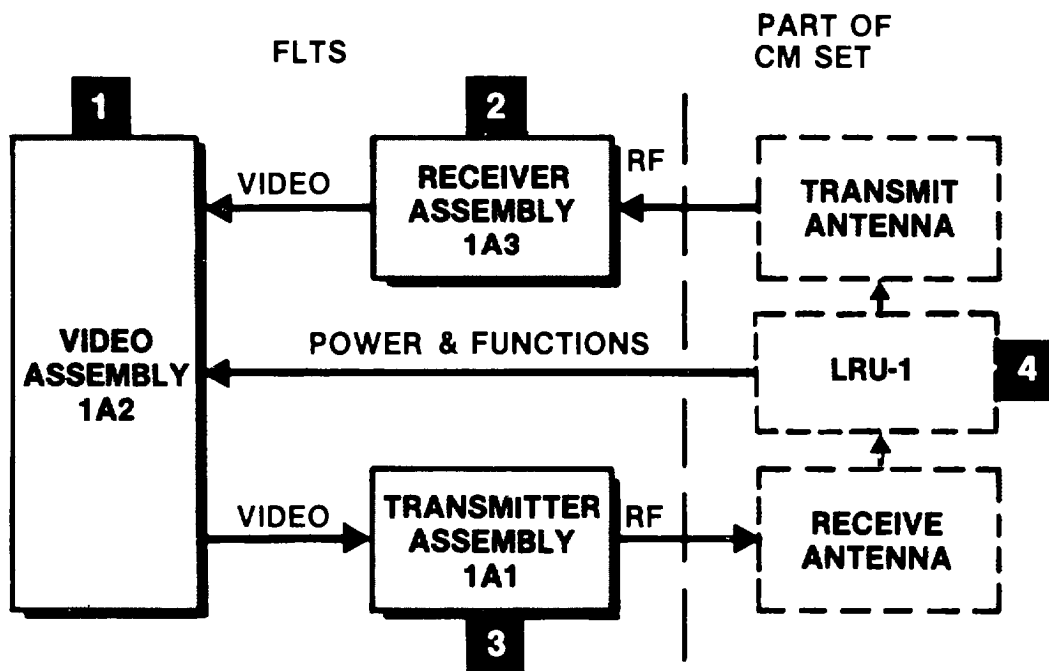 FLTS
PART OF
CM SET
1
2
RECEIVER
ASSEMBLY
1A3
VIDEO
RF
TRANSMIT
ANTENNA
VIDEO
ASSEMBLY
1A2
POWER & FUNCTIONS
LRU-1
4
VIDEO
TRANSMITTER
ASSEMBLY
1A1
RF
RECEIVE
ANTENNA
3